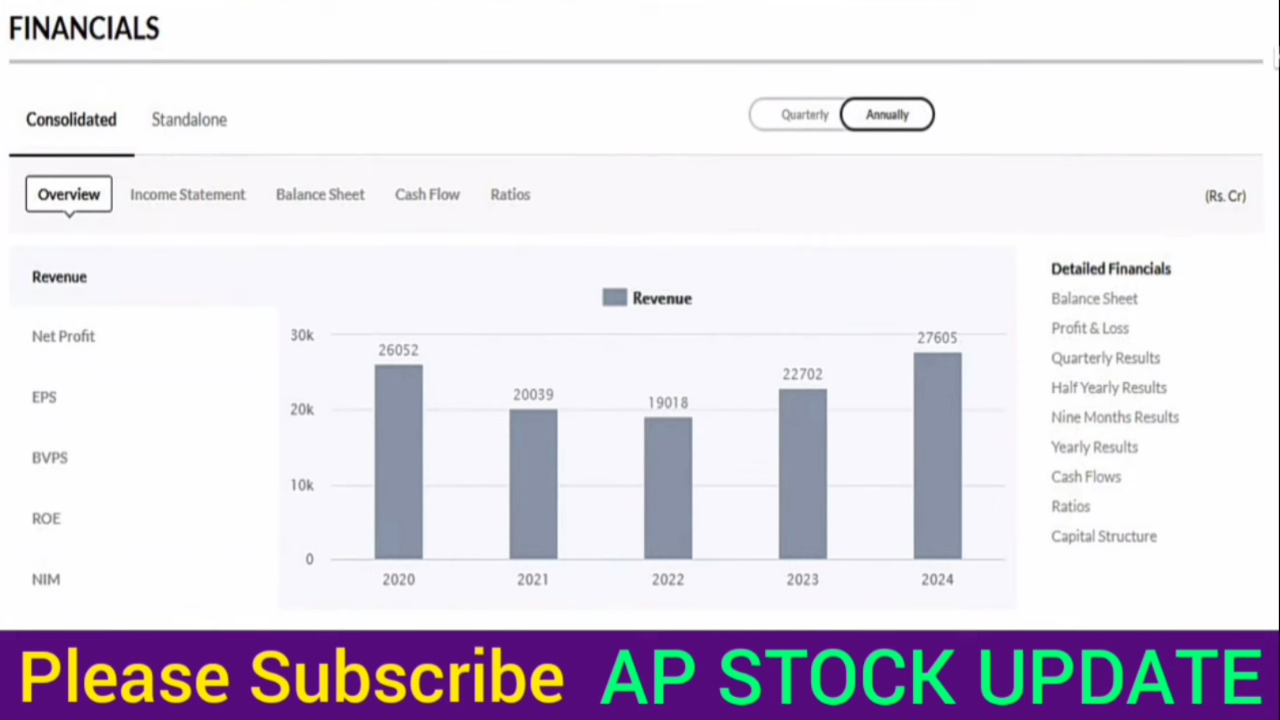 FINANCIALS
Consolidated Standalone Quarterly Annually
Overview Income Statement Balance Sheet Cash Flow Ratios (Rs. Cr)
Revenue
Net Profit
EPS
BVPS
ROE
NIM
Revenue
30k
20k
10k
0
26052
20039
19018
22702
27605
2020 2021 2022 2023 2024
Detailed Financials
Balance Sheet
Profit & Loss
Quarterly Results
Half Yearly Results
Nine Months Results
Yearly Results
Cash Flows
Ratios
Capital Structure
Please Subscribe AP STOCK UPDATE